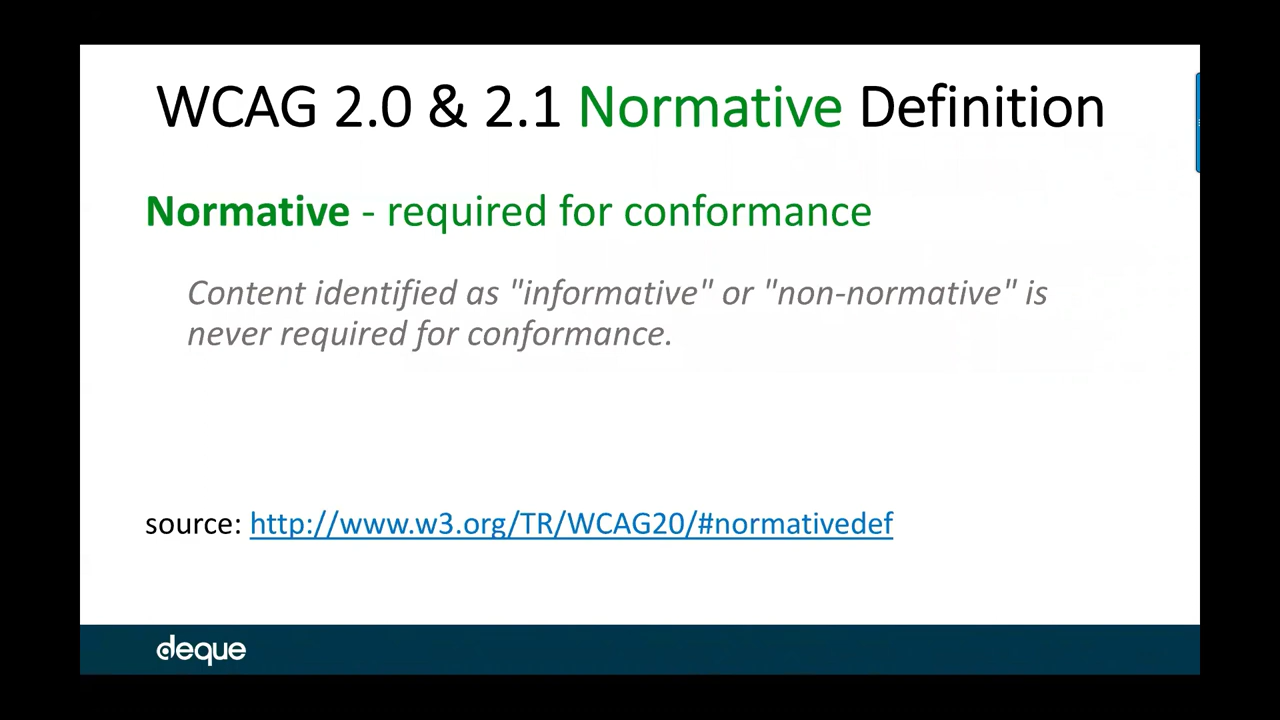 WCAG 2.0 & 2.1 Normative Definition
Normative - required for conformance
Content identified as "informative" or "non-normative" is
never required for conformance.
source: http://www.w3.org/TR/WCAG20/#normativedef
deque